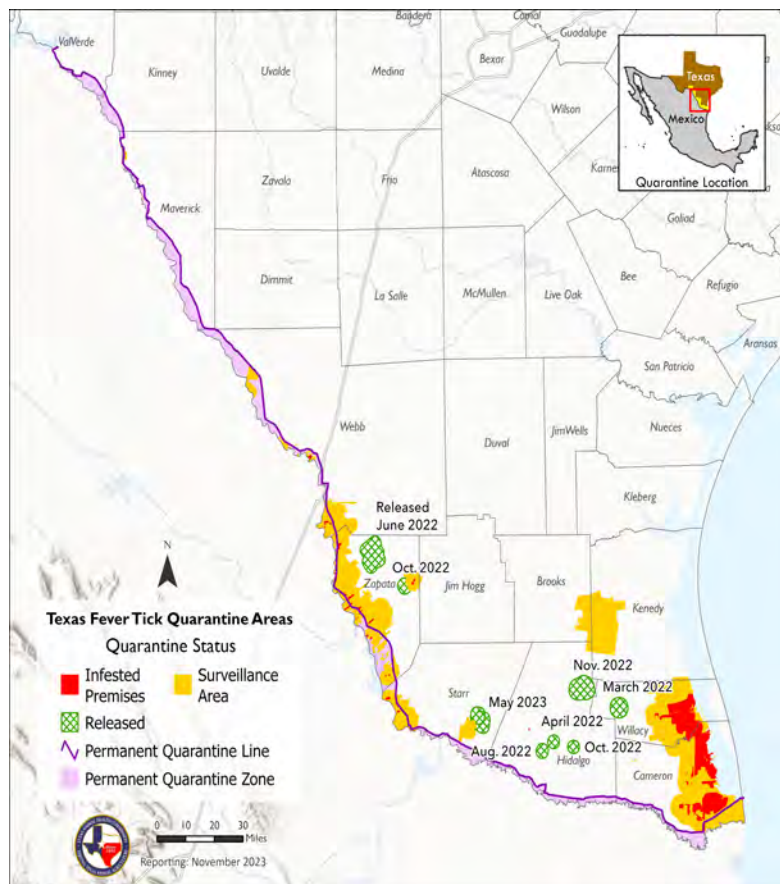 Bandera
Comal
ValVerde
Guadalupe
Bexar
Kinney
Uvalde
Medina
Texas
Wilson
Mexico
Karnes
Quarantine Location
Zavala
Frio
Atascosa
Maverick
Goliad
Bee
Dimmit
La Salle
McMullen
Live Oak
Refugio
Aransas
San Patricio
Webb
Duval
JimWells
Nueces
Kleberg
Released
June 2022
Oct. 2022
Zapata
Jim Hogg
Brooks
Kenedy
N
Texas Fever Tick Quarantine Areas
Quarantine Status
Infested
Premises
Surveillance
Area
Released
Permanent Quarantine Line
Permanent Quarantine Zone
Nov. 2022
March 2022
Starr
May 2023
April 2022
Willacy
Aug. 2022
Oct. 2022
Hidalgo
Cameron
0 10 20 30
Miles
Reporting: November 2023